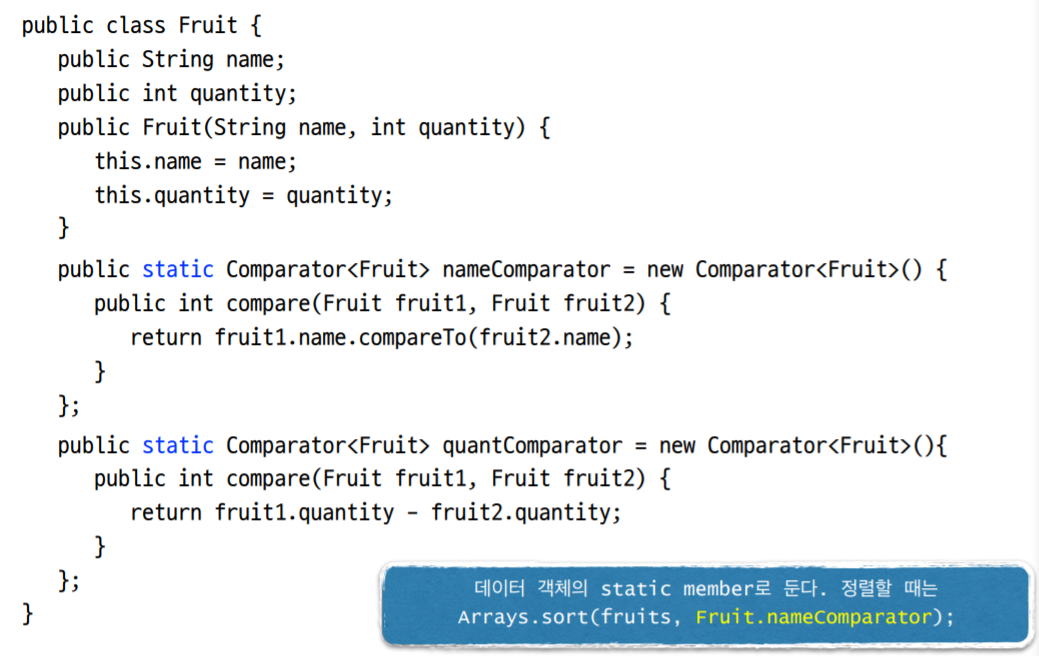 public class Fruit {
public String name;
public int quantity;
public Fruit(String name, int quantity) {
this.name = name;
this.quantity = quantity;
}
public static Comparator<Fruit> nameComparator = new Comparator<Fruit>() {
public int compare(Fruit fruit1, Fruit fruit2) {
return fruit1.name.compareTo(fruit2.name);
}
};
public static Comparator<Fruit> quantComparator = new Comparator<Fruit>(){
public int compare(Fruit fruit1, Fruit fruit2) {
return fruit1.quantity - fruit2.quantity;
}
};
}
데이터 객체의 static member로 둔다. 정렬할 때는
Arrays.sort(fruits, Fruit.nameComparator);